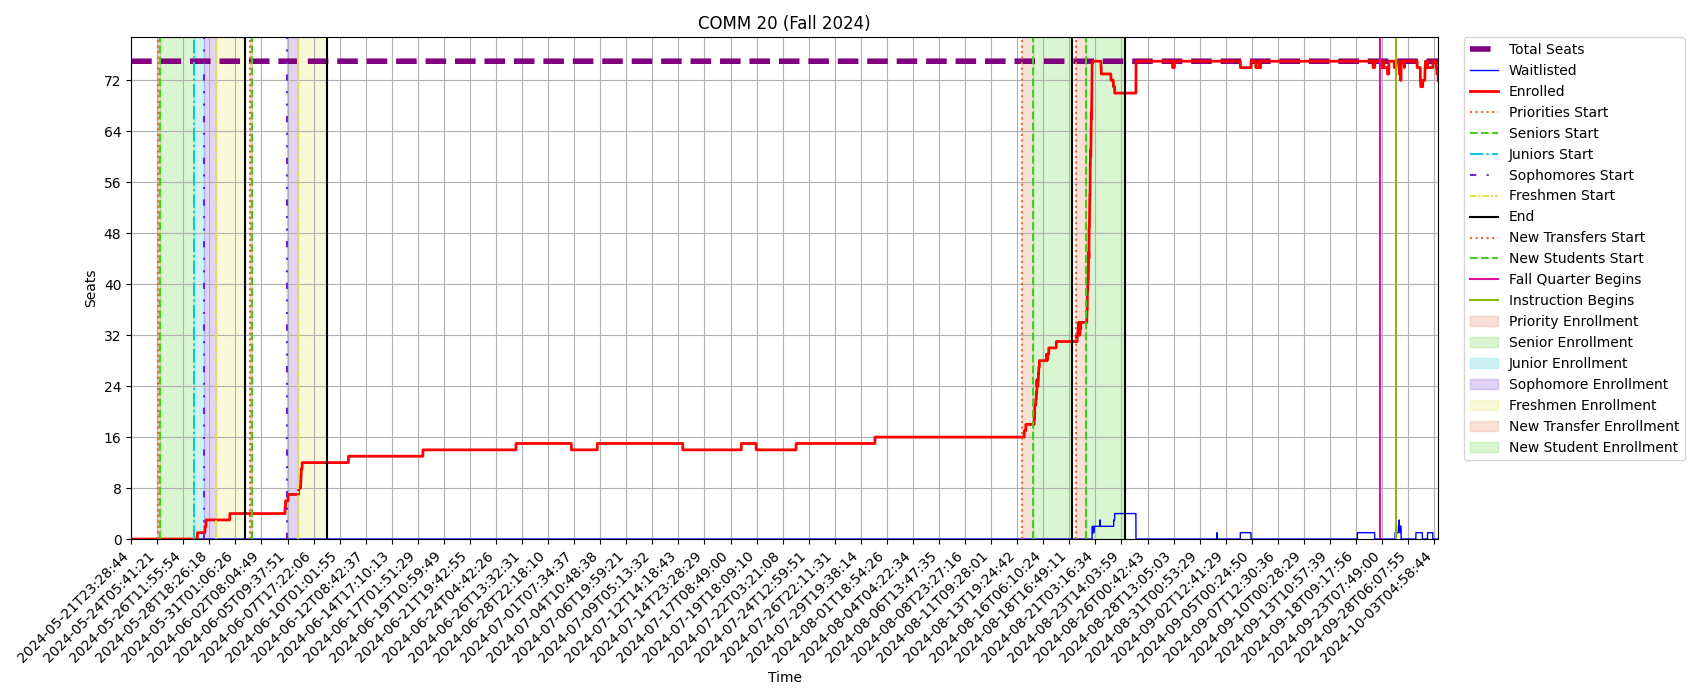 COMM 20 (Fall 2024)
Seats
72
64
56
48
40
32
24
16
8
0
2024-05-21T23:28:44
2024-05-24T05:41:21
2024-05-26T11:55:54
2024-05-28T18:26:18
2024-05-31T01:06:26
2024-06-02T08:04:49
2024-06-05T09:37:51
2024-06-07T17:22:06
2024-06-10T01:01:55
2024-06-12T08:42:37
2024-06-14T17:10:13
2024-06-17T01:51:29
2024-06-19T10:59:49
2024-06-21T19:42:55
2024-06-24T04:42:26
2024-06-26T13:32:31
2024-06-28T22:18:10
2024-07-01T07:34:37
2024-07-04T10:48:38
2024-07-06T19:59:21
2024-07-09T05:13:32
2024-07-12T14:18:43
2024-07-14T23:28:29
2024-07-17T08:49:00
2024-07-19T18:09:10
2024-07-22T03:21:08
2024-07-24T12:59:51
2024-07-26T22:11:31
2024-07-29T19:38:14
2024-08-01T18:54:26
2024-08-04T04:22:34
2024-08-06T13:47:35
2024-08-08T23:27:16
2024-08-11T09:28:01
2024-08-13T19:24:42
2024-08-16T06:10:24
2024-08-18T16:49:11
2024-08-21T03:16:34
2024-08-23T14:03:59
2024-08-26T00:42:43
2024-08-28T13:05:03
2024-08-31T00:53:29
2024-09-02T12:41:29
2024-09-05T00:24:50
2024-09-07T12:30:36
2024-09-10T00:28:29
2024-09-13T10:57:39
2024-09-18T09:17:56
2024-09-23T07:49:00
2024-09-28T06:07:55
2024-10-03T04:58:44
Time
Total Seats
Waitlisted
Enrolled
Priorities Start
Seniors Start
Juniors Start
Sophomores Start
Freshmen Start
End
New Transfers Start
New Students Start
Fall Quarter Begins
Instruction Begins
Priority Enrollment
Senior Enrollment
Junior Enrollment
Sophomore Enrollment
Freshmen Enrollment
New Transfer Enrollment
New Student Enrollment